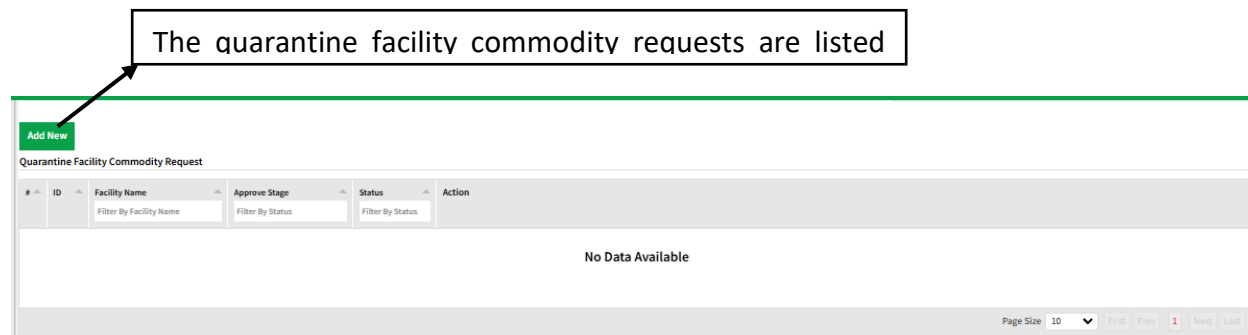 The quarantine facility commodity requests are listed
Add New
Quarantine Facility Commodity Request
# ID Facility Name Approve Stage Status Action
Filter By Facility Name Filter By Status Filter By Status
No Data Available
Page Size 10 First Prev 1 Next Last